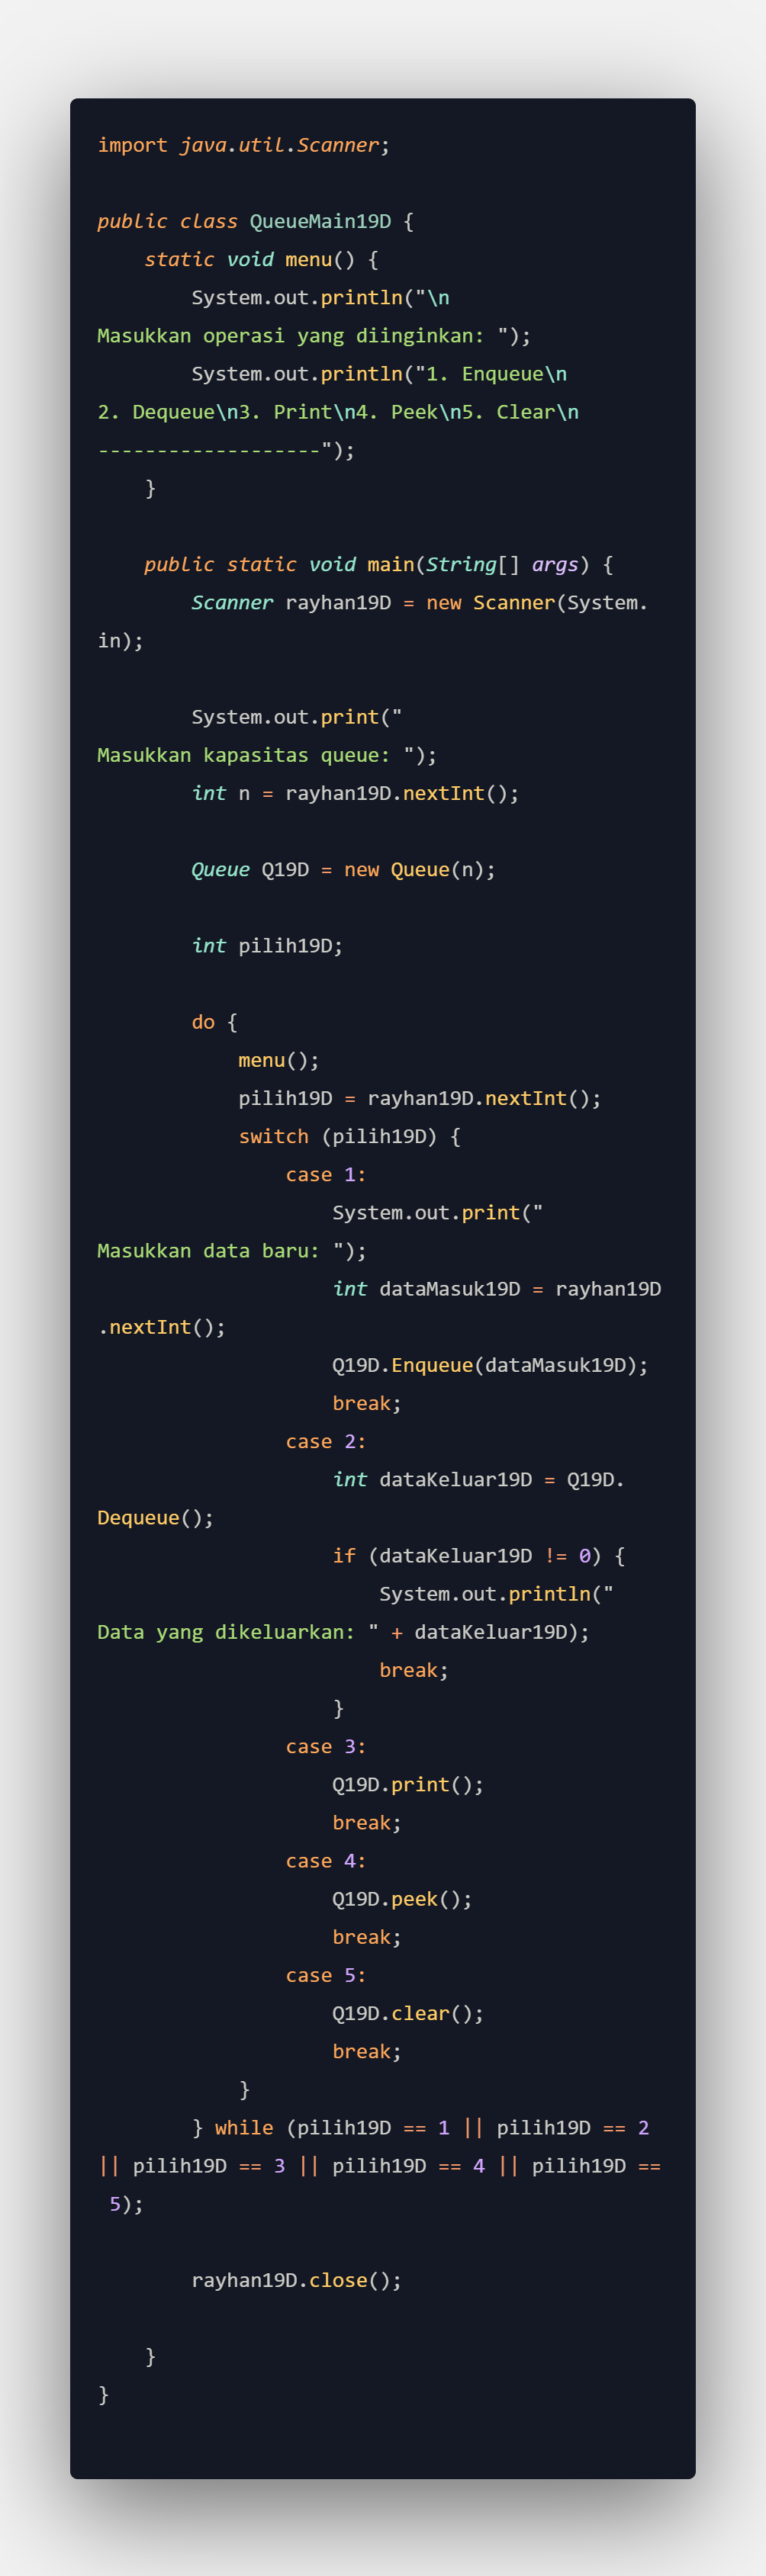 import java.util.Scanner;

public class QueueMain19D {
    static void menu() {
        System.out.println("\n
Masukkan operasi yang diinginkan: ");
        System.out.println("1. Enqueue\n
2. Dequeue\n3. Print\n4. Peek\n5. Clear\n
-------------------");
    }

    public static void main(String[] args) {
        Scanner rayhan19D = new Scanner(System.
in);

        System.out.print("
Masukkan kapasitas queue: ");
        int n = rayhan19D.nextInt();

        Queue Q19D = new Queue(n);

        int pilih19D;

        do {
            menu();
            pilih19D = rayhan19D.nextInt();
            switch (pilih19D) {
                case 1:
                    System.out.print("
Masukkan data baru: ");
                    int dataMasuk19D = rayhan19D
.nextInt();
                    Q19D.Enqueue(dataMasuk19D);
                    break;
                case 2:
                    int dataKeluar19D = Q19D.
Dequeue();
                    if (dataKeluar19D != 0) {
                        System.out.println("
Data yang dikeluarkan: " + dataKeluar19D);
                        break;
                    }
                case 3:
                    Q19D.print();
                    break;
                case 4:
                    Q19D.peek();
                    break;
                case 5:
                    Q19D.clear();
                    break;
            }
        } while (pilih19D == 1 || pilih19D == 2
|| pilih19D == 3 || pilih19D == 4 || pilih19D ==
 5);

        rayhan19D.close();

    }
}